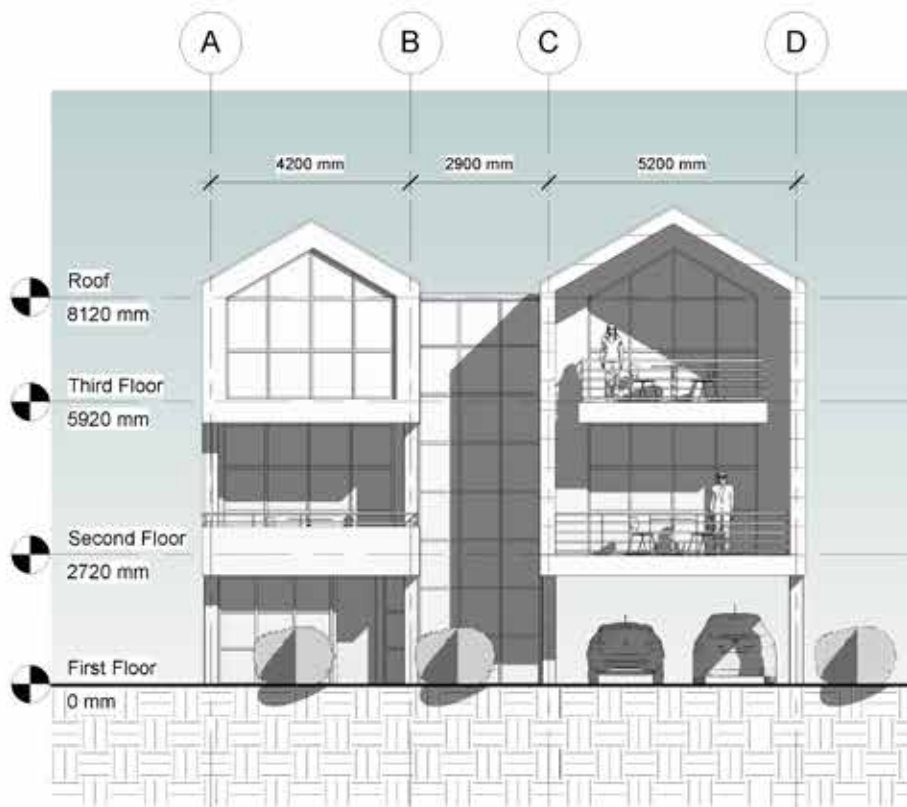 A
B
C
D
4200 mm
2900 mm
5200 mm
Roof
8120 mm
Third Floor
5920 mm
Second Floor
2720 mm
First Floor
0 mm